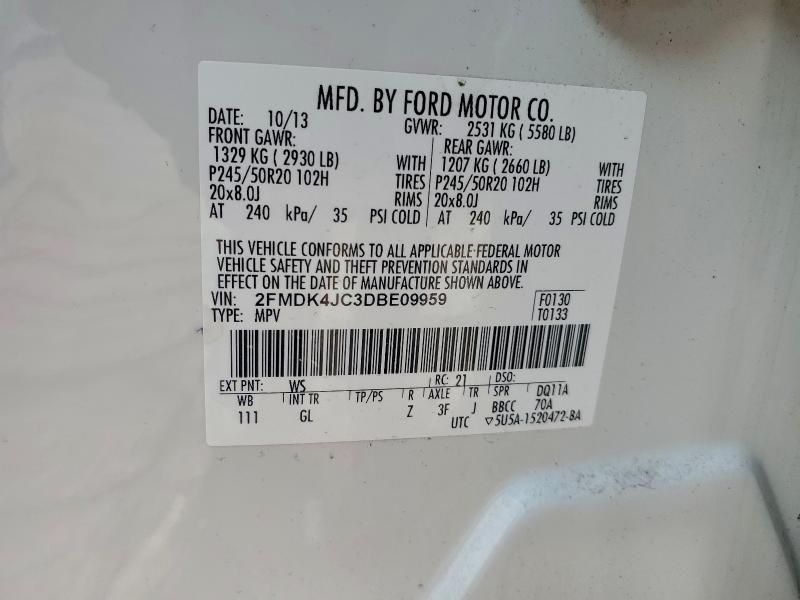 MFD. BY FORD MOTOR CO.
DATE: 10/13 GVWR: 2531 KG ( 5580 LB)
FRONT GAWR: REAR GAWR:
1329 KG ( 2930 LB) WITH 1207 KG ( 2660 LB) WITH
P245/50R20 102H TIRES P245/50R20 102H TIRES
20x8.0J RIMS 20x8.0J RIMS
AT 240 kPa/ 35 PSI COLD AT 240 kPa/ 35 PSI COLD
THIS VEHICLE CONFORMS TO ALL APPLICABLE FEDERAL MOTOR
VEHICLE SAFETY AND THEFT PREVENTION STANDARDS IN
EFFECT ON THE DATE OF MANUFACTURE SHOWN ABOVE.
VIN: 2FMDK4JC3DBE09959 F0130
TYPE: MPV T0133
EXT PNT: WS RC: 21 DSO:
WB INT TR TP/PS R AXLE TR SPR DQ11A
111 GL Z 3F J BBCC 70A
UTC ▽5U5A-1520472-BA